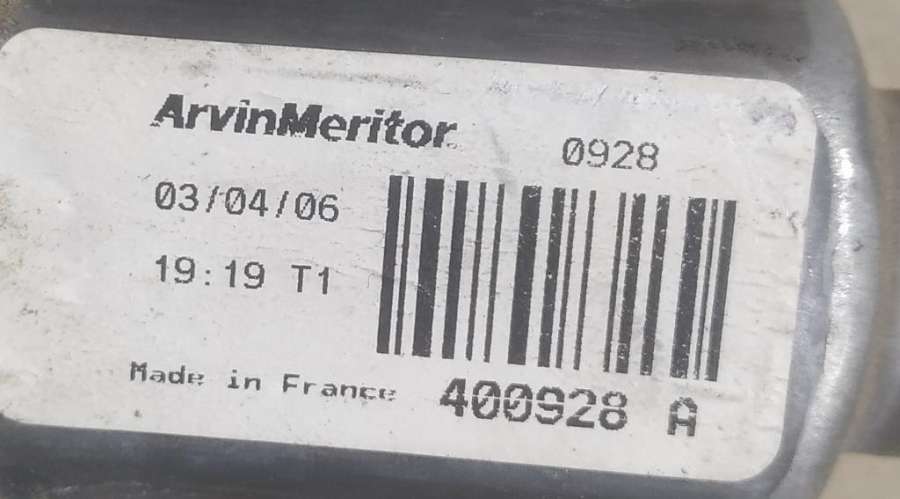 ArvinMeritor
0928
03/04/06
19:19 T1
Made in France
400928 A